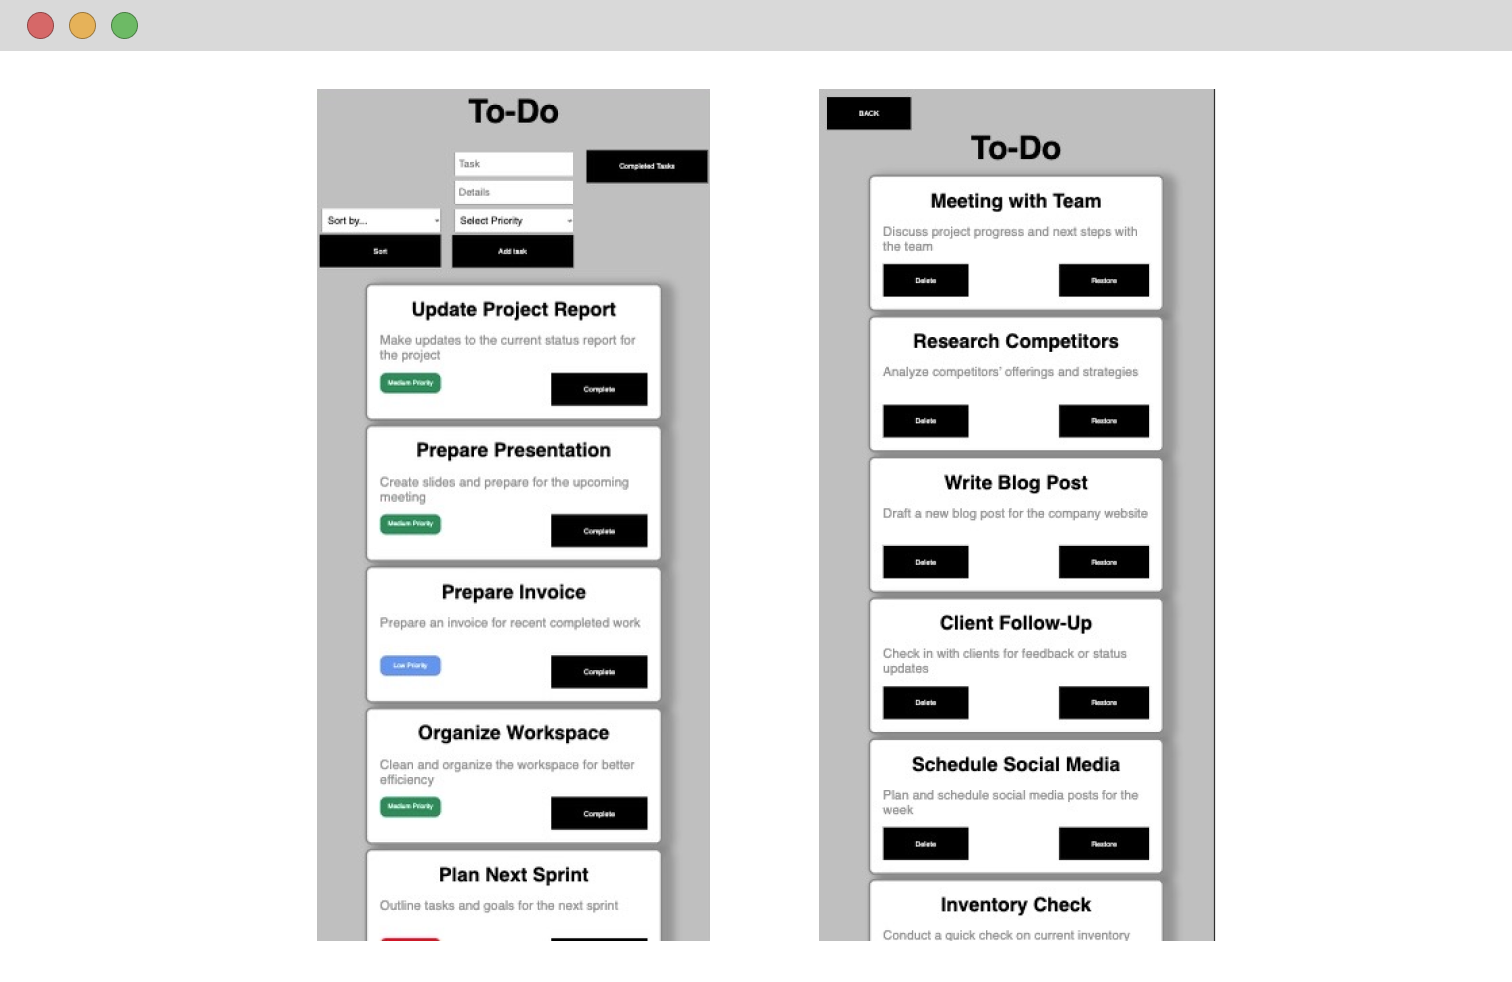 To-Do
Task
Completed Tasks
Details
Sort by...
Select Priority
Sort
Add task
Update Project Report
Make updates to the current status report for
the project
Medium Priority
Complete
Prepare Presentation
Create slides and prepare for the upcoming
meeting
Medium Priority
Complete
Prepare Invoice
Prepare an invoice for recent completed work
Low Priority
Complete
Organize Workspace
Clean and organize the workspace for better
efficiency
Medium Priority
Complete
Plan Next Sprint
Outline tasks and goals for the next sprint
BACK
To-Do
Meeting with Team
Discuss project progress and next steps with
the team
Delete
Restore
Research Competitors
Analyze competitors’ offerings and strategies
Delete
Restore
Write Blog Post
Draft a new blog post for the company website
Delete
Restore
Client Follow-Up
Check in with clients for feedback or status
updates
Delete
Restore
Schedule Social Media
Plan and schedule social media posts for the
week
Delete
Restore
Inventory Check
Conduct a quick check on current inventory